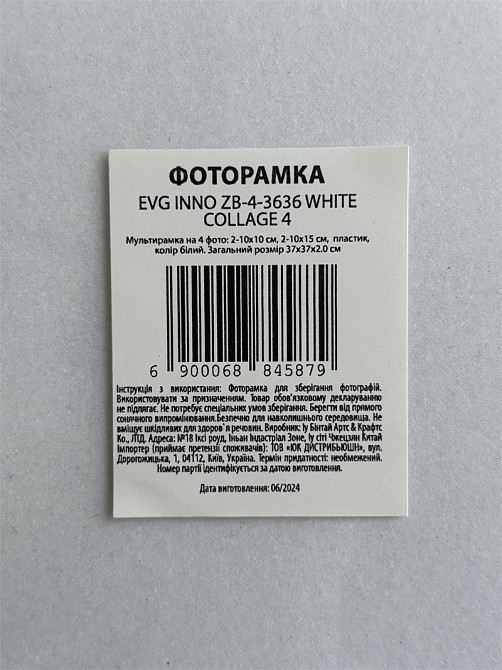 ФОТОРАМКА
EVG INNO ZB-4-3636 WHITE
COLLAGE 4
Мультирамка на 4 фото: 2-10х10 см, 2-10х15 см, пластик,
колір білий. Загальний розмір 37х37х2.0 см
6 900068 845879
Інструкція з використання: Фоторамка для зберігання фотографій.
Використовувати за призначенням. Товар обов'язковому декларуванню
не підлягає. Не потребує спеціальних умов зберігання. Берегти від прямого
сонячного випромінювання.Безпечно для навколишнього середовища. Не
вміщує шкідливих для здоров'я речовин. Виробник: Іу Бінтай Артс & Крафтс
Ко., ЛТД. Адреса: №18 Іксі роуд, Іньан Індастріал Зоне, Іу сіті Чжецзян Китай
Імпортер (приймає претензії споживачів): ТОВ «ЮК ДИСТРИБЬЮШН», вул.
Дорогожицька, 1, 04112, Київ, Україна. Термін придатності: необмежений.
Номер партії ідентифікується за датою виготовлення.
Дата виготовлення: 06/2024